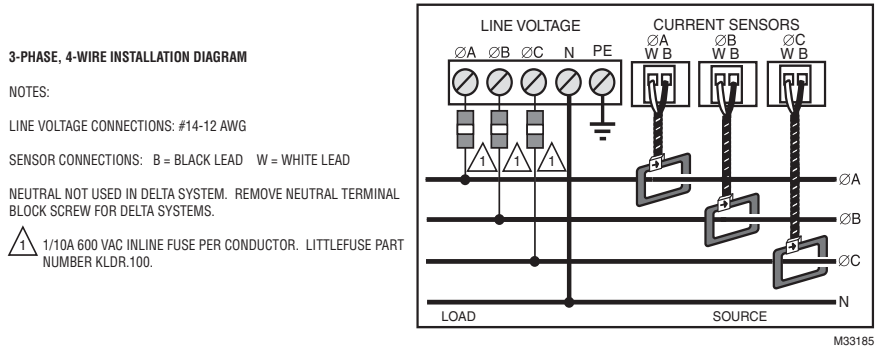 3-PHASE, 4-WIRE INSTALLATION DIAGRAM
NOTES:
LINE VOLTAGE CONNECTIONS: #14-12 AWG
SENSOR CONNECTIONS: B = BLACK LEAD W = WHITE LEAD
NEUTRAL NOT USED IN DELTA SYSTEM. REMOVE NEUTRAL TERMINAL
BLOCK SCREW FOR DELTA SYSTEMS.
1 1/10A 600 VAC INLINE FUSE PER CONDUCTOR. LITTLEFUSE PART
NUMBER KLDR.100.
LINE VOLTAGE
CURRENT SENSORS
ØA ØB ØC N PE
ØA ØB ØC
W B W B W B
1 1 1
ØA
ØB
ØC
N
LOAD SOURCE
M33185